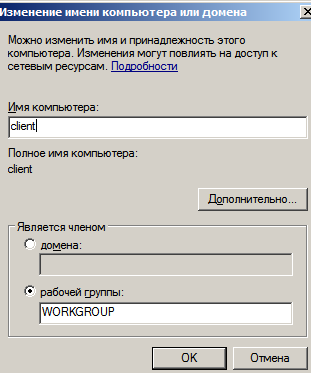 Изменение имени компьютера или домена
Можно изменить имя и принадлежность этого
компьютера. Изменения могут повлиять на доступ к
сетевым ресурсам. Подробности
Имя компьютера:
client
Полное имя компьютера:
client
Дополнительно...
Является членом
домена:
рабочей группы:
WORKGROUP
OK
Отмена